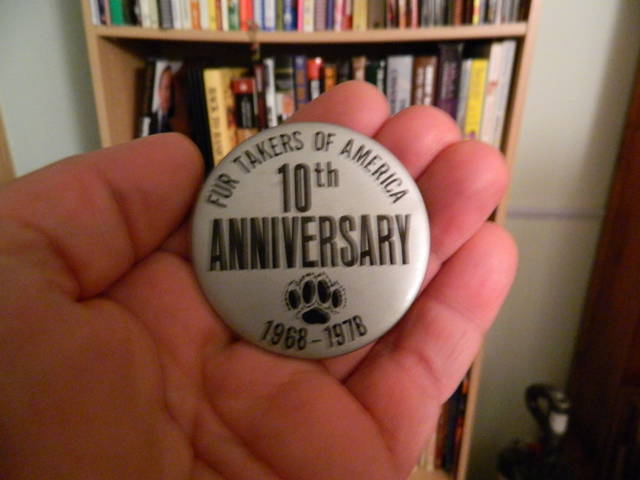 FUR TAKERS OF AMERICA
10th
ANNIVERSARY
1968-1978